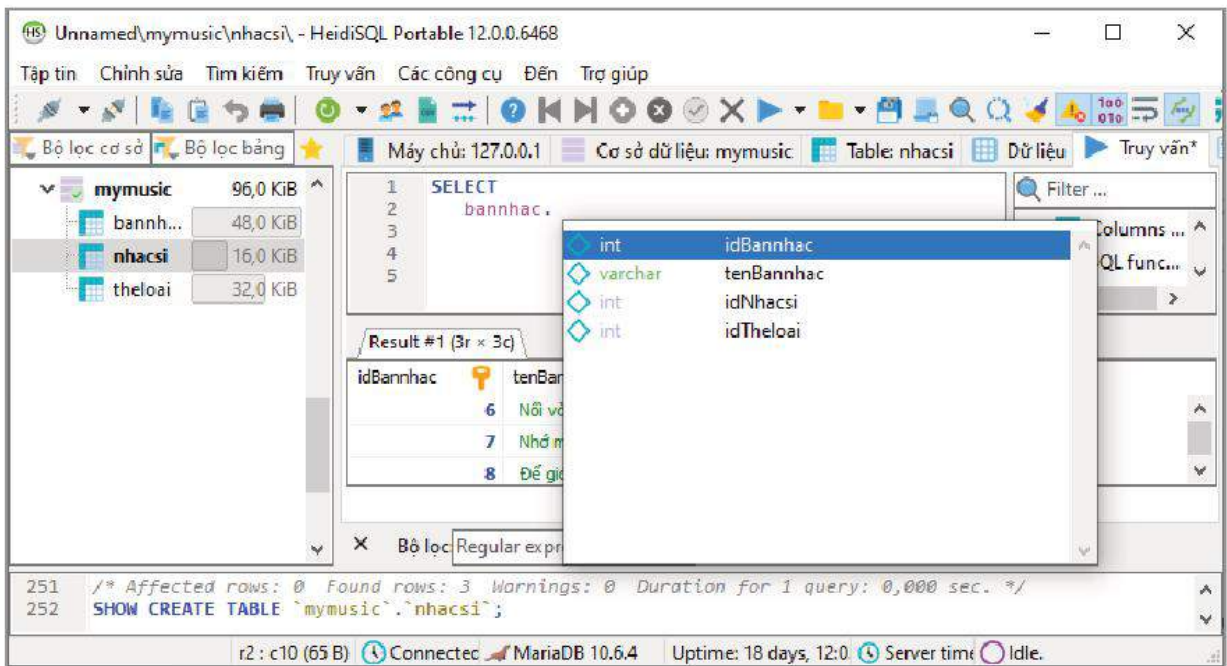 Unnamed\mymusic\nhacsi\ - HeidiSQL Portable 12.0.0.6468
Tập tin Chỉnh sửa Tìm kiếm Truy vấn Các công cụ Đến Trợ giúp
Bộ lọc cơ sở Bộ lọc bảng Máy chủ: 127.0.0.1 Cơ sở dữ liệu: mymusic Table: nhacsi Dữ liệu Truy vấn*
mymusic 96,0 KiB
bannh... 48,0 KiB
nhacsi 16,0 KiB
theloai 32,0 KiB
1 SELECT
2 bannhac.
3
4
5
Filter ...
Columns ...
QL func...
int idBannhac
varchar tenBannhac
int idNhacsi
int idTheloai
Result #1 (3r × 3c)
idBannhac tenBan
6 Nối vò
7 Nhớ m
8 Để gió
Bộ lọc: Regular expr
251 /* Affected rows: 0 Found rows: 3 Warnings: 0 Duration for 1 query: 0,000 sec. */
252 SHOW CREATE TABLE `mymusic`.`nhacsi`;
r2 : c10 (65 B) Connected MariaDB 10.6.4 Uptime: 18 days, 12:0 Server time Idle.